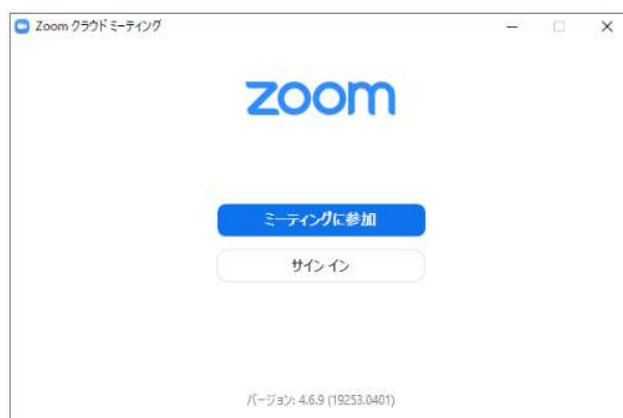 Zoom クラウド ミーティング
zoom
ミーティングに参加
サイン イン
バージョン: 4.6.9 (19253.0401)